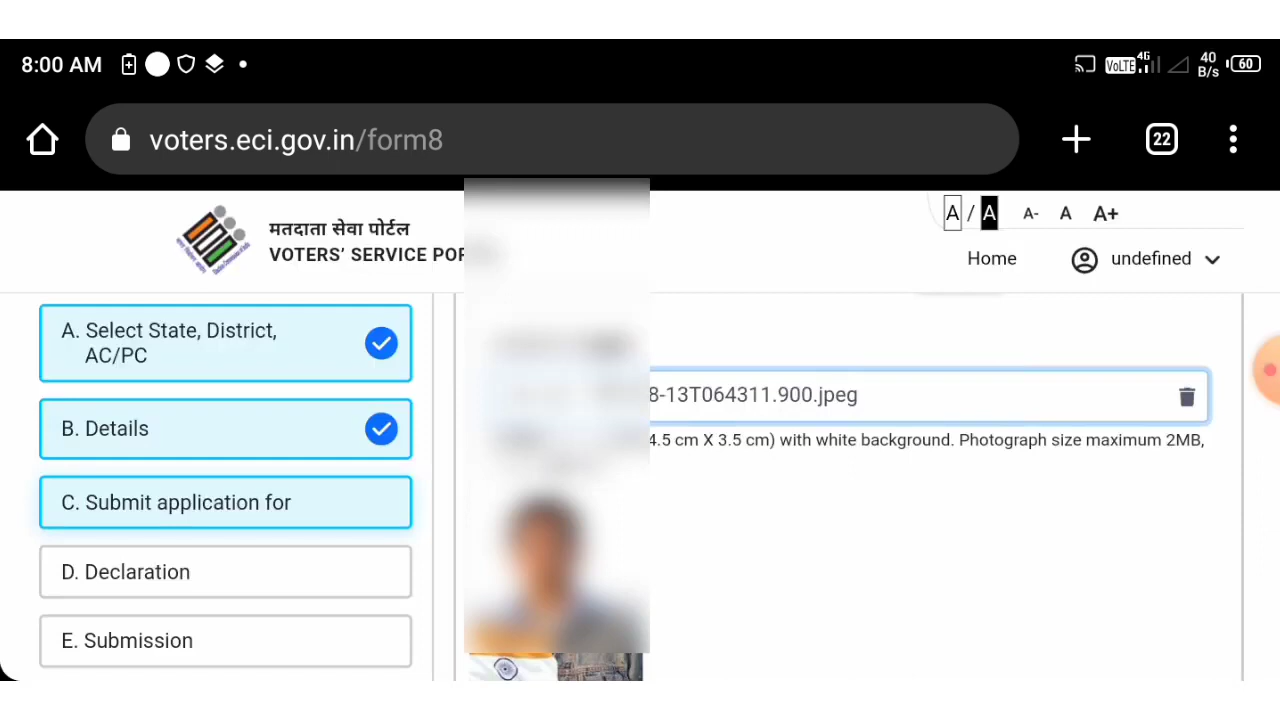 8:00 AM
VoLTE 4G 40 B/s 60
voters.eci.gov.in/form8
22
A / A A- A A+
मतदाता सेवा पोर्टल
VOTERS' SERVICE POR
Home undefined
A. Select State, District,
AC/PC
8-13T064311.900.jpeg
B. Details
4.5 cm X 3.5 cm) with white background. Photograph size maximum 2MB,
C. Submit application for
D. Declaration
E. Submission